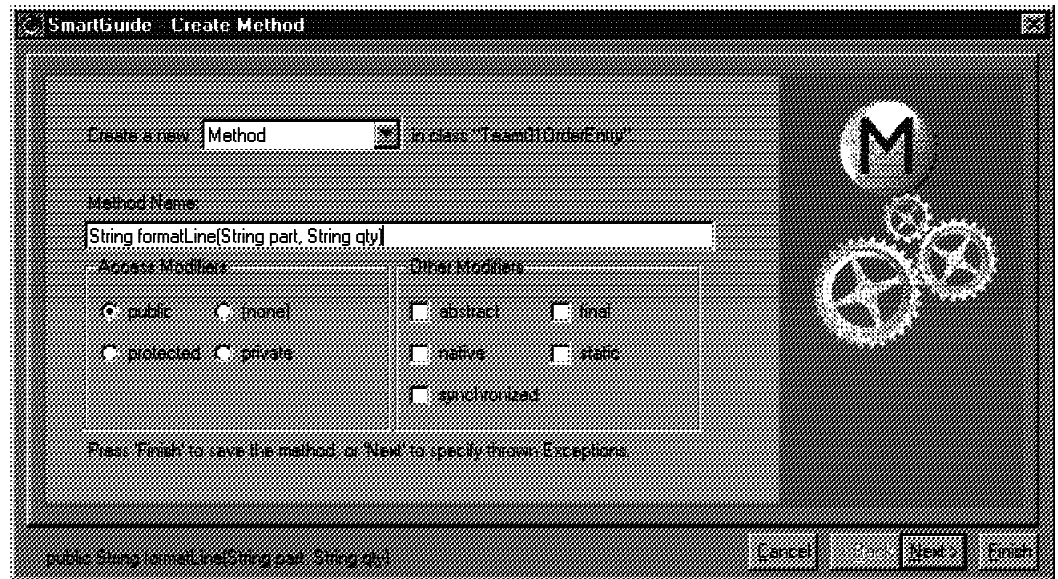 SmartGuide - Create Method
M
Create a new Method in class "Team01OrderEntry"
Method Name:
String formatLine(String part, String qty)
Access Modifiers
Other Modifiers
public (none) abstract final
protected private native static
synchronized
Press 'Finish' to save the method, or 'Next' to specify thrown Exceptions.
public String formatLine(String part, String qty)
Cancel < Back Next > Finish